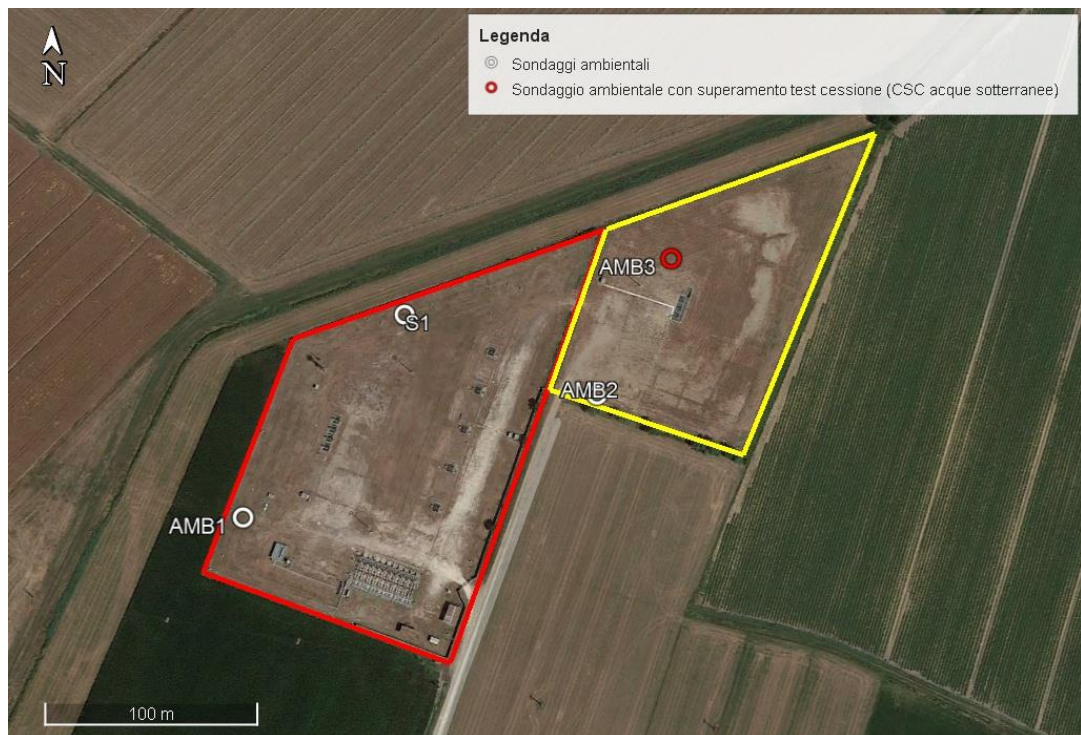 N
Legenda
Sondaggi ambientali
Sondaggio ambientale con superamento test cessione (CSC acque sotterranee)
AMB3
S1
AMB2
AMB1
100 m